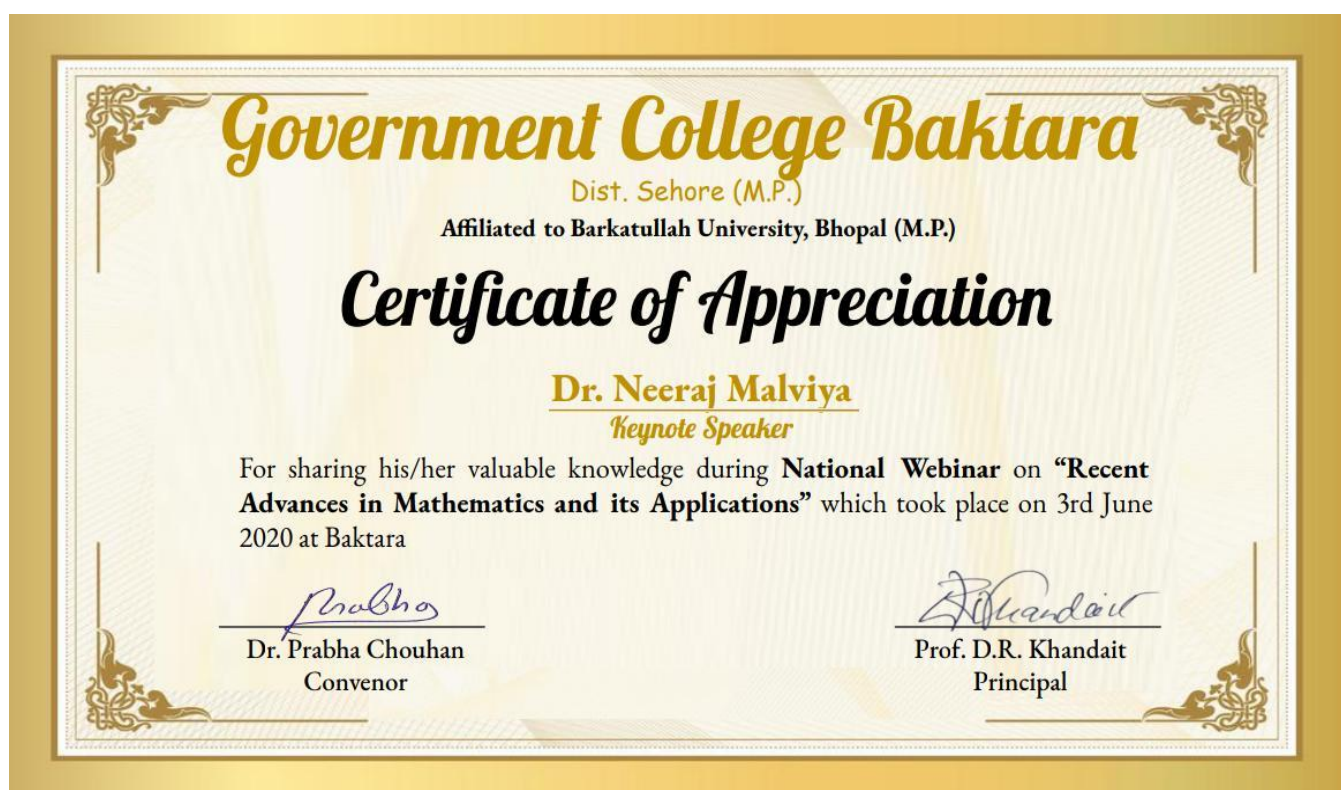 Government College Baktara
Dist. Sehore (M.P.)
Affiliated to Barkatullah University, Bhopal (M.P.)
Certificate of Appreciation
Dr. Neeraj Malviya
Keynote Speaker
For sharing his/her valuable knowledge during National Webinar on “Recent
Advances in Mathematics and its Applications” which took place on 3rd June
2020 at Baktara
Prabha
D.R. Khandait
Dr. Prabha Chouhan
Prof. D.R. Khandait
Convenor
Principal